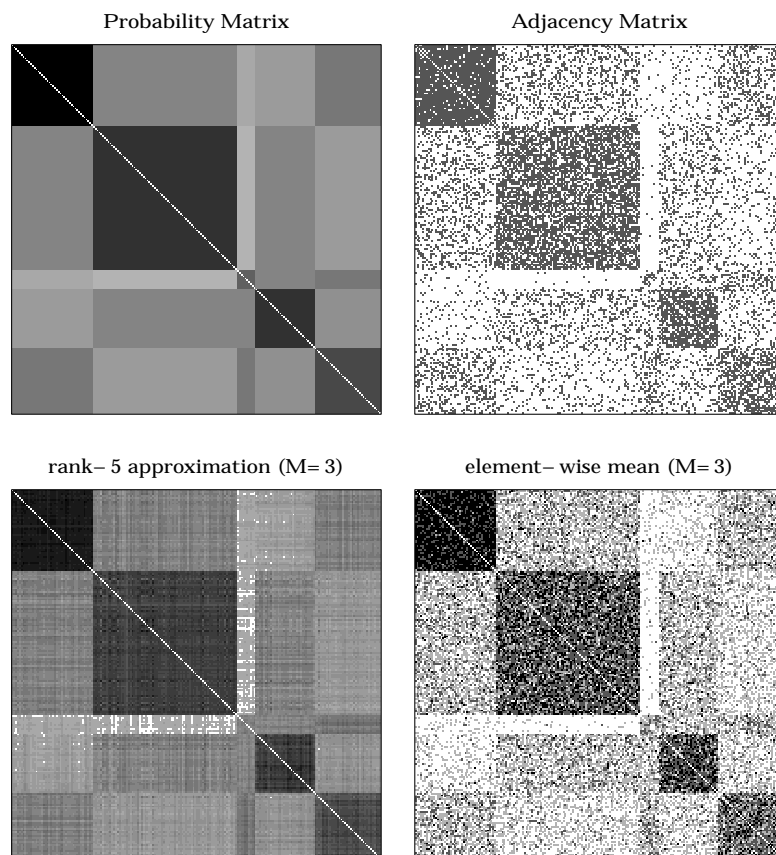 Probability Matrix
Adjacency Matrix
rank– 5 approximation (M= 3)
element– wise mean (M= 3)